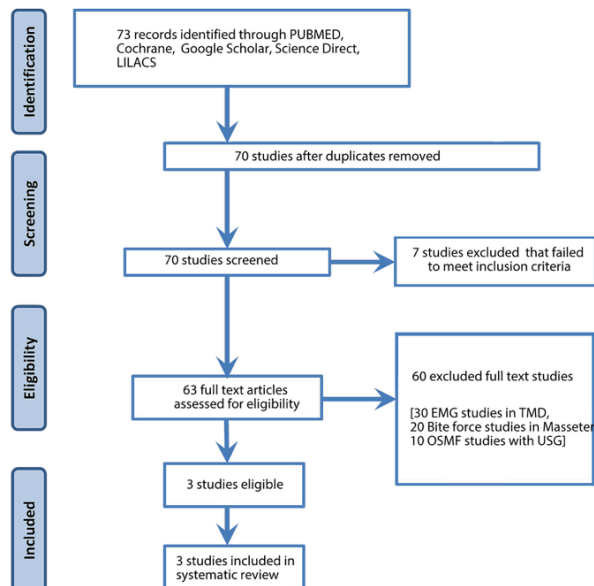 Identification
73 records identified through PUBMED,
Cochrane, Google Scholar, Science Direct,
LILACS
70 studies after duplicates removed
Screening
70 studies screened
7 studies excluded that failed
to meet inclusion criteria
Eligibility
63 full text articles
assessed for eligibility
60 excluded full text studies
[30 EMG studies in TMD,
20 Bite force studies in Masseter
10 OSMF studies with USG]
3 studies eligible
Included
3 studies included in
systematic review